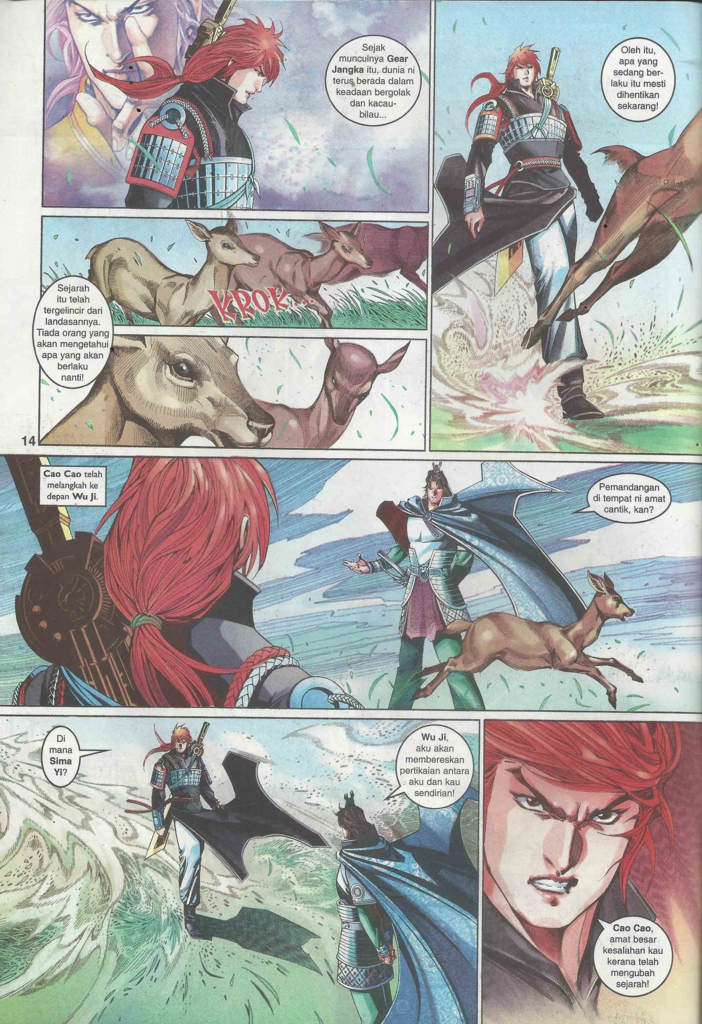 Sejak
munculnya Gear
Jangka itu, dunia ni
terus berada dalam
keadaan bergolak
dan kacau-
bilau...
Oleh itu,
apa yang
sedang ber-
laku itu mesti
dihentikan
sekarang!
KROK...
Sejarah
itu telah
tergelincir dari
landasannya.
Tiada orang yang
akan mengetahui
apa yang akan
berlaku
nanti!
14
Cao Cao telah
melangkah ke
depan Wu Ji.
Pemandangan
di tempat ni amat
cantik, kan?
Di
mana
Sima
Yi?
Wu Ji,
aku akan
membereskan
pertikaian antara
aku dan kau
sendirian!
Cao Cao,
amat besar
kesalahan kau
kerana telah
mengubah
sejarah!